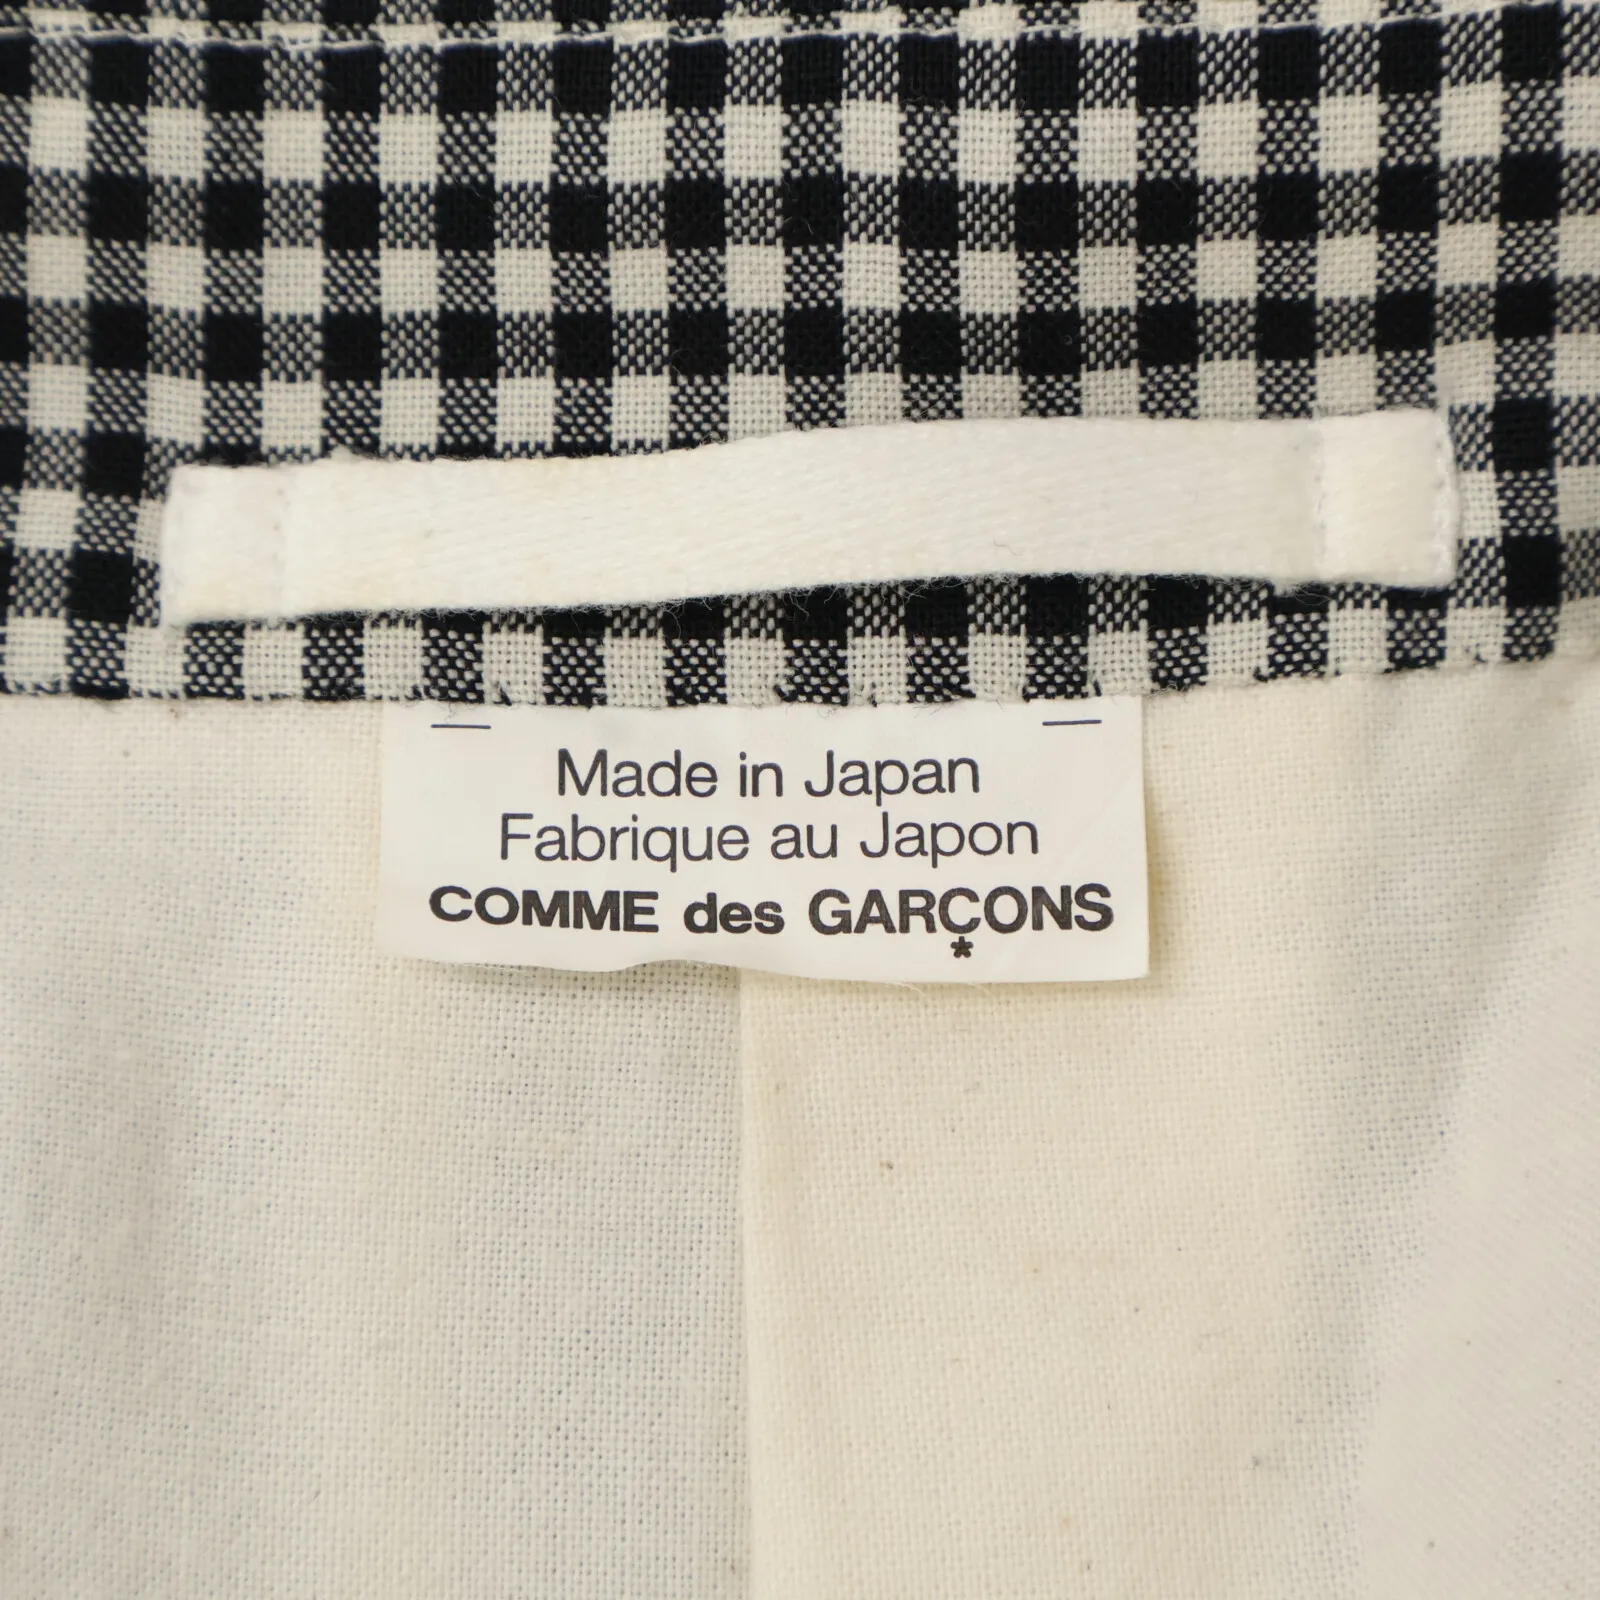 Made in Japan
Fabrique au Japon
COMME des GARÇONS
*